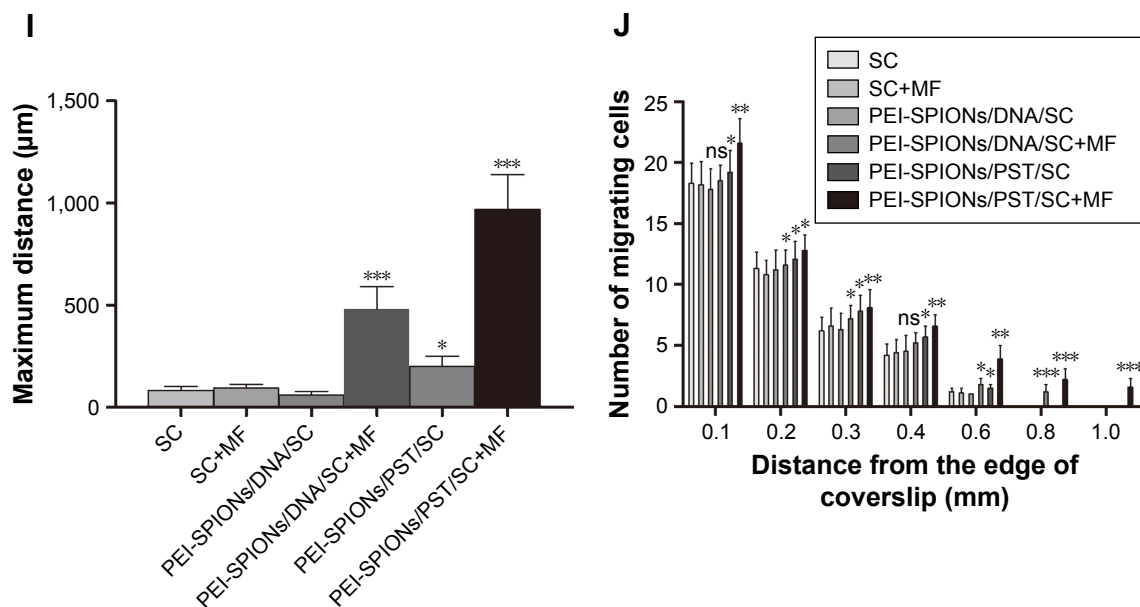 I
Maximum distance (μm)
1,500
1,000
500
0
***
*
***
SC
SC+MF
PEI-SPIONs/DNA/SC
PEI-SPIONs/DNA/SC+MF
PEI-SPIONs/PST/SC
PEI-SPIONs/PST/SC+MF
J
SC
SC+MF
PEI-SPIONs/DNA/SC
PEI-SPIONs/DNA/SC+MF
PEI-SPIONs/PST/SC
PEI-SPIONs/PST/SC+MF
Number of migrating cells
25
20
15
10
5
0
ns * **
* * *
* * **
ns * **
* * **
*** ***
***
0.1 0.2 0.3 0.4 0.6 0.8 1.0
Distance from the edge of
coverslip (mm)